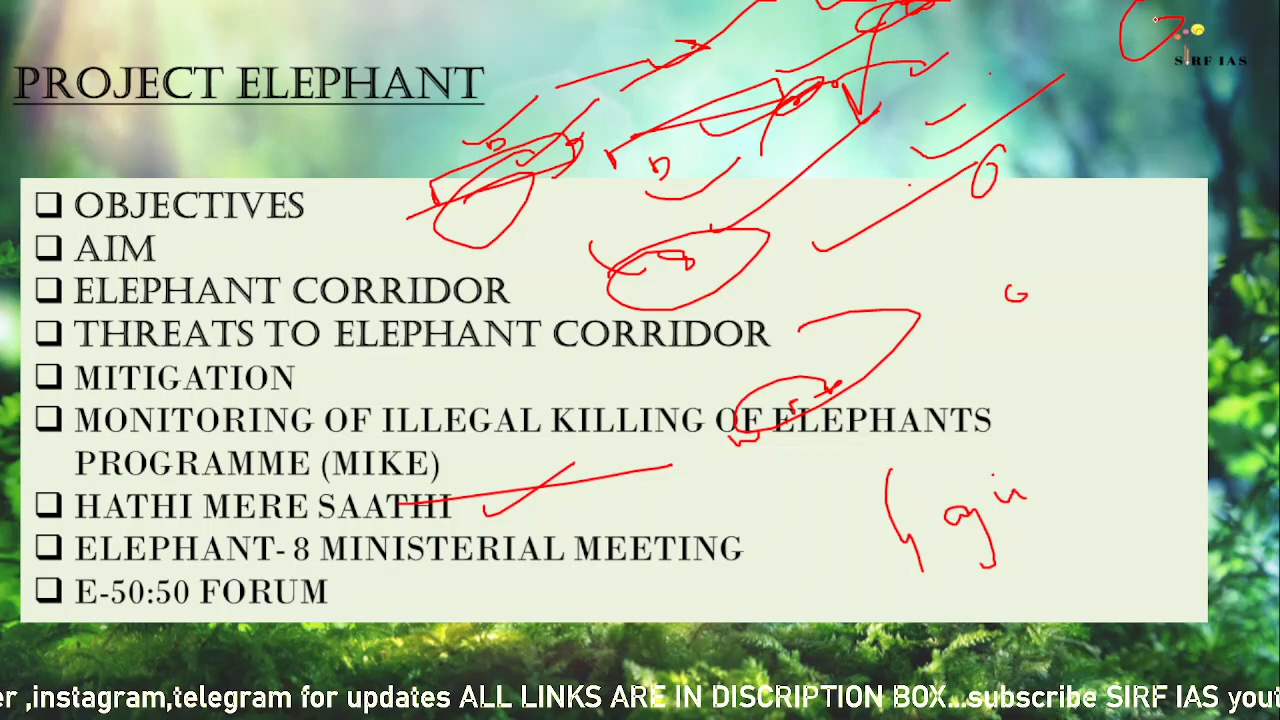 SIRF IAS
PROJECT ELEPHANT
OBJECTIVES
AIM
ELEPHANT CORRIDOR
THREATS TO ELEPHANT CORRIDOR
MITIGATION
MONITORING OF ILLEGAL KILLING OF ELEPHANTS
PROGRAMME (MIKE)
HATHI MERE SAATHI
ELEPHANT- 8 MINISTERIAL MEETING
E-50:50 FORUM
er ,instagram,telegram for updates ALL LINKS ARE IN DISCRIPTION BOX...subscribe SIRF IAS yout